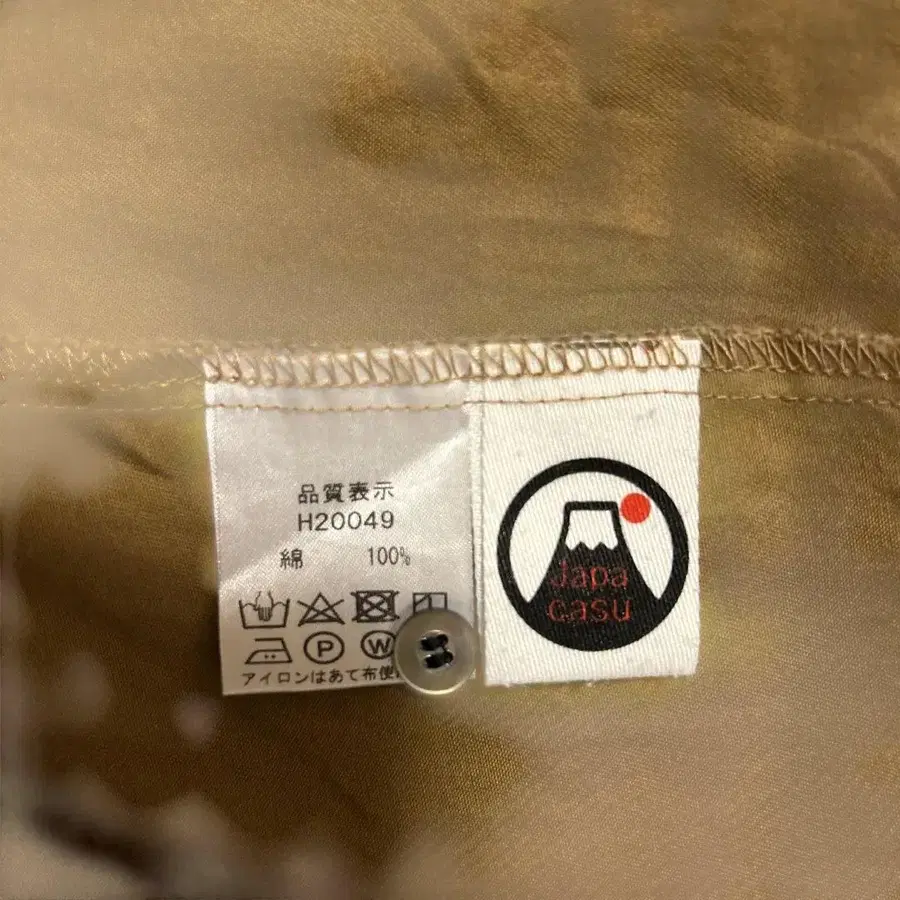 品質表示
H20049
綿 100%
P W
アイロンはあて布使
Japa
casu